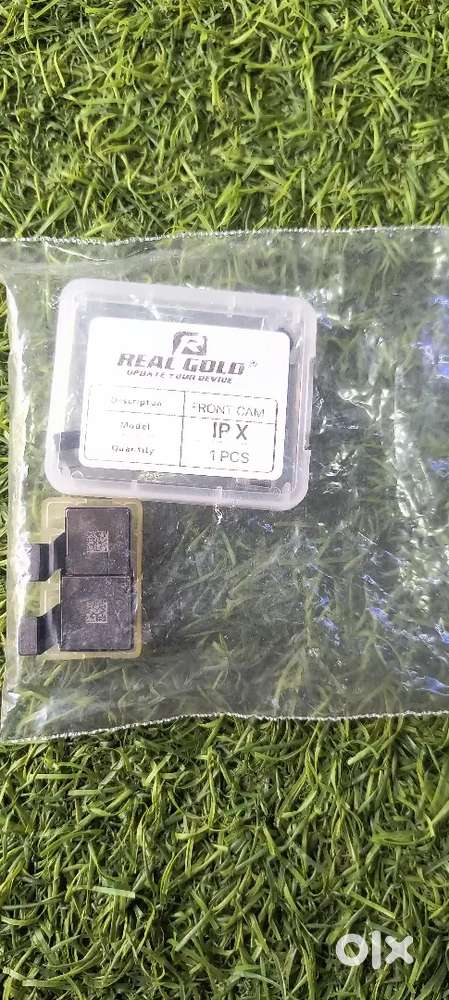 REAL GOLD®
UPDATE YOUR DEVICE
Description FRONT CAM
Model IP X
Quantity 1 PCS
olx